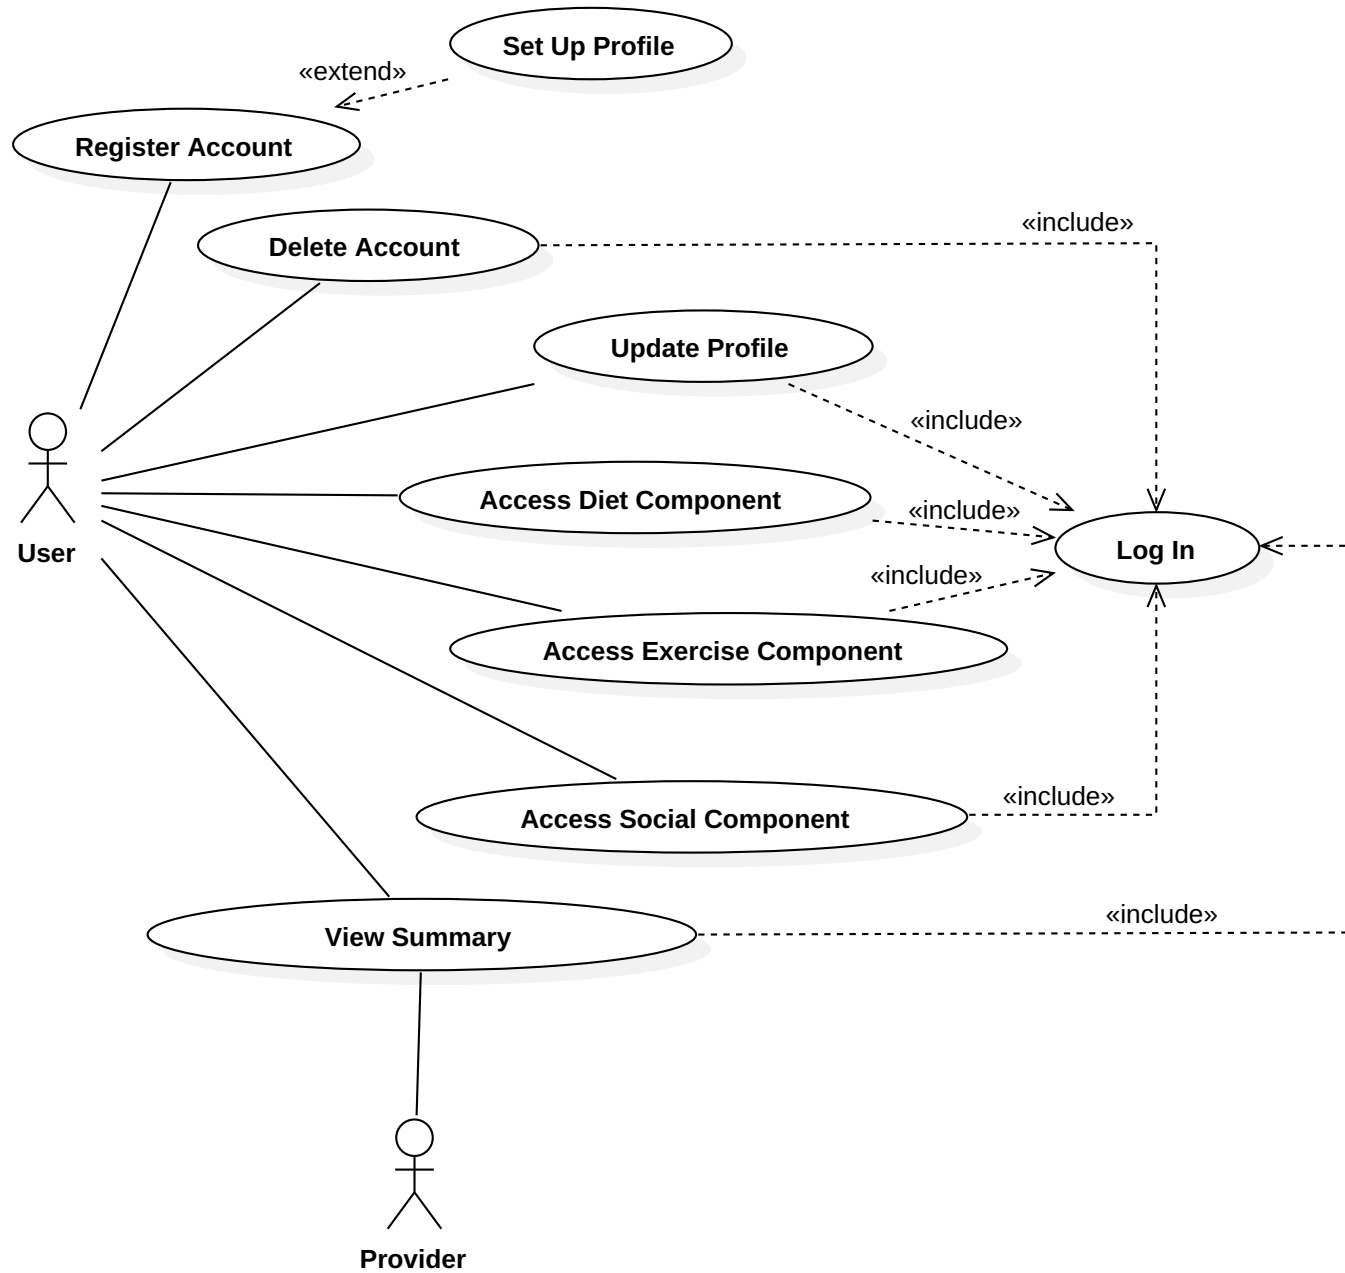 Set Up Profile
«extend»
Register Account
«include»
Delete Account
Update Profile
«include»
Access Diet Component
«include»
Log In
User
«include»
Access Exercise Component
«include»
Access Social Component
«include»
View Summary
Provider